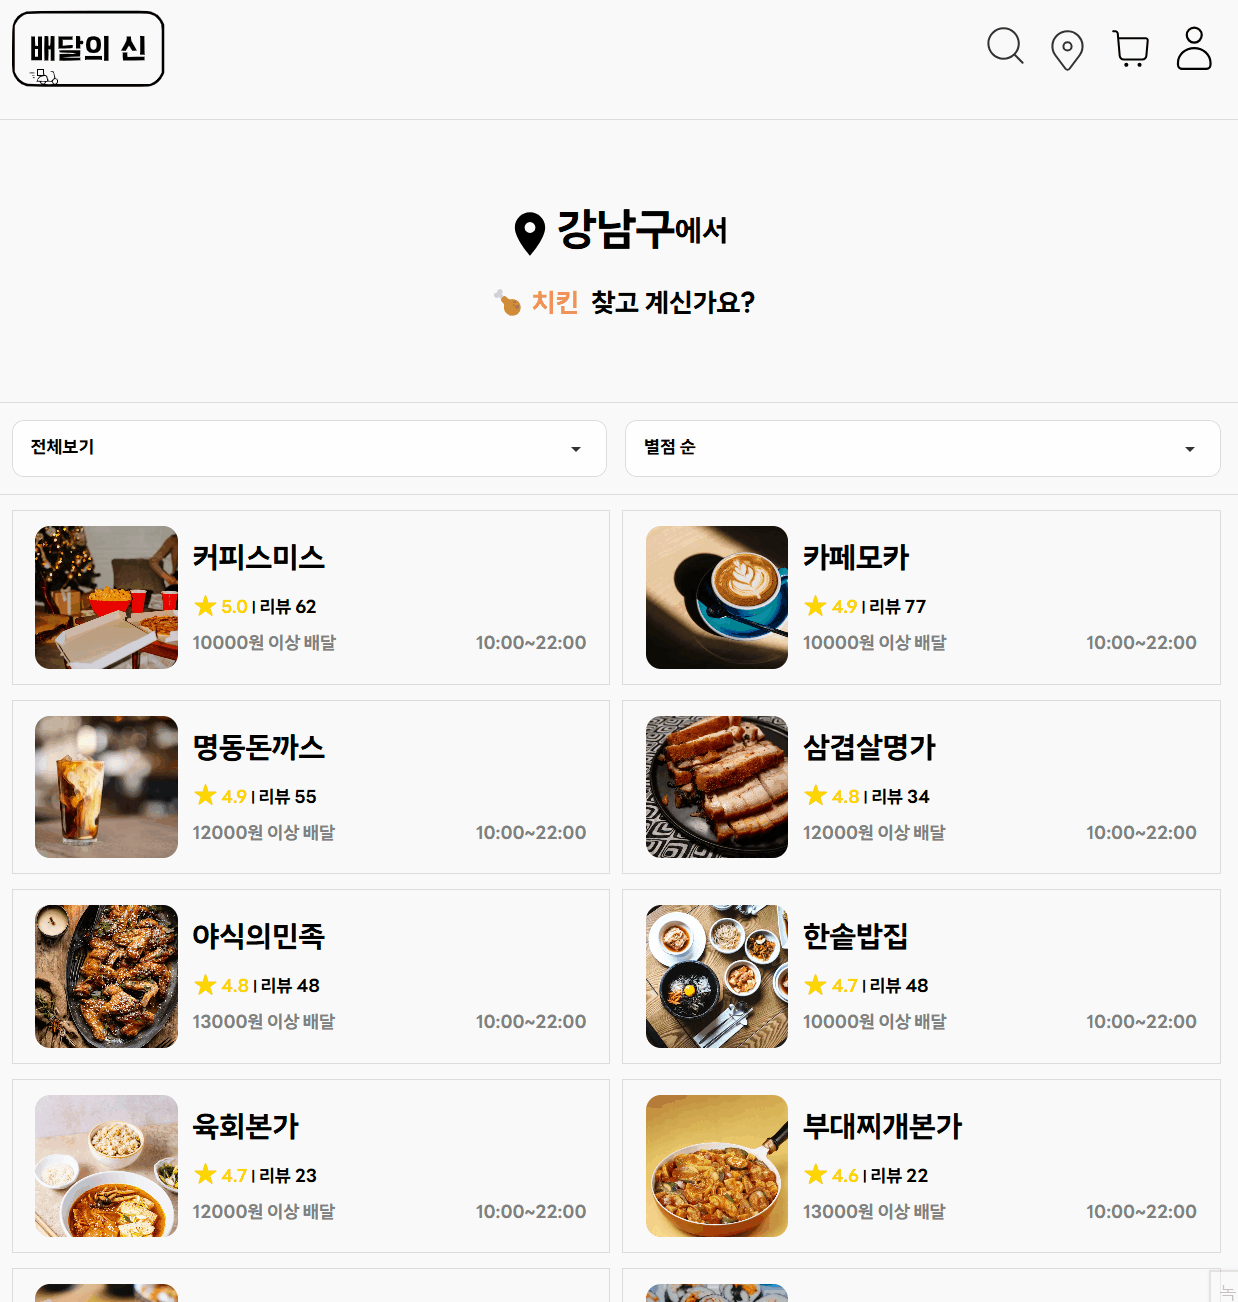 배달의 신
강남구에서
치킨 찾고 계신가요?
전체보기
별점 순
커피스미스
5.0 | 리뷰 62
10000원 이상 배달 10:00~22:00
카페모카
4.9 | 리뷰 77
10000원 이상 배달 10:00~22:00
명동돈까스
4.9 | 리뷰 55
12000원 이상 배달 10:00~22:00
삼겹살명가
4.8 | 리뷰 34
12000원 이상 배달 10:00~22:00
야식의민족
4.8 | 리뷰 48
13000원 이상 배달 10:00~22:00
한솥밥집
4.7 | 리뷰 48
10000원 이상 배달 10:00~22:00
육회본가
4.7 | 리뷰 23
12000원 이상 배달 10:00~22:00
부대찌개본가
4.6 | 리뷰 22
13000원 이상 배달 10:00~22:00
녹